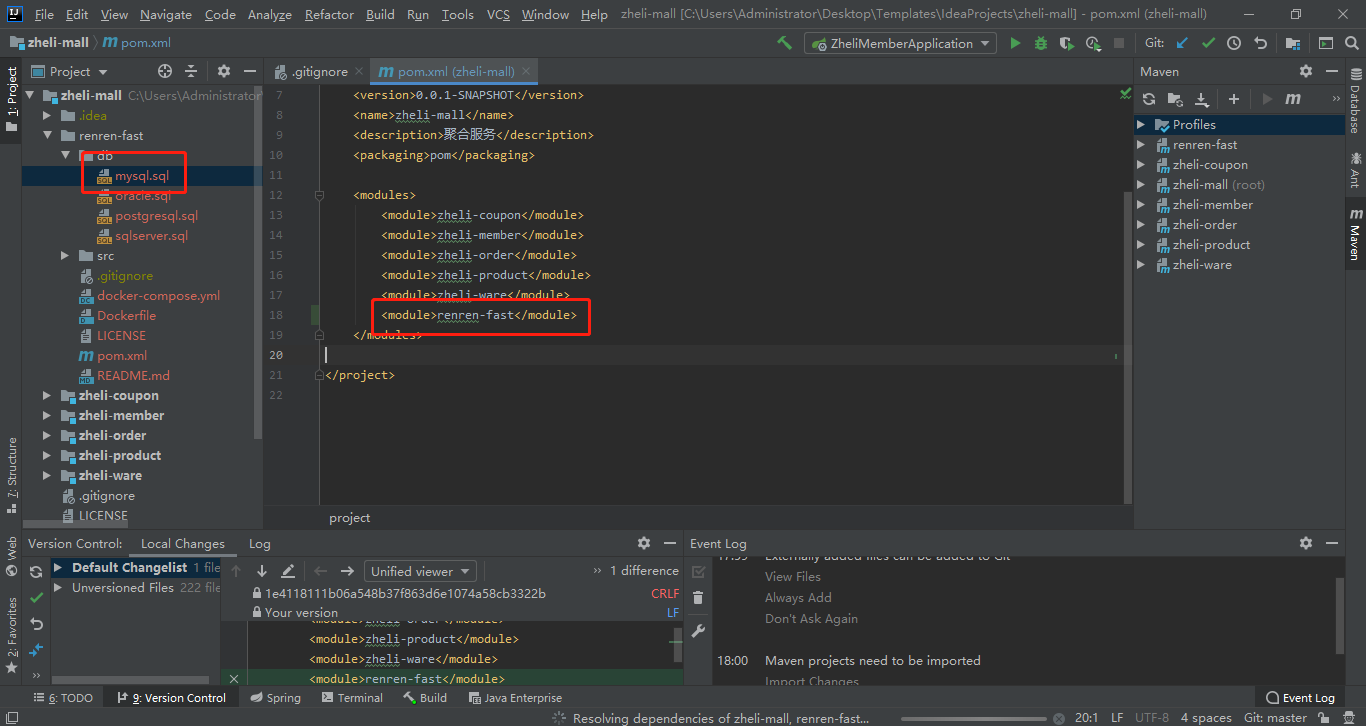 File Edit View Navigate Code Analyze Refactor Build Run Tools VCS Window Help zheli-mall [C:\Users\Administrator\Desktop\Templates\IdeaProjects\zheli-mall] - pom.xml (zheli-mall)
zheli-mall m pom.xml ZheliMemberApplication Git:
1: Project
7: Structure
Web
2: Favorites
Project
zheli-mall C:\Users\Administrator
.idea
renren-fast
db
mysql.sql
oracle.sql
postgresql.sql
sqlserver.sql
src
.gitignore
docker-compose.yml
Dockerfile
LICENSE
pom.xml
README.md
zheli-coupon
zheli-member
zheli-order
zheli-product
zheli-ware
.gitignore
LICENSE
.gitignore pom.xml (zheli-mall)
7 <version>0.0.1-SNAPSHOT</version>
8 <name>zheli-mall</name>
9 <description>聚合服务</description>
10 <packaging>pom</packaging>
11
12 <modules>
13 <module>zheli-coupon</module>
14 <module>zheli-member</module>
15 <module>zheli-order</module>
16 <module>zheli-product</module>
17 <module>zheli-ware</module>
18 <module>renren-fast</module>
19 </modules>
20
21 </project>
22
project
Maven
Profiles
renren-fast
zheli-coupon
zheli-mall (root)
zheli-member
zheli-order
zheli-product
zheli-ware
Database
Ant
Maven
Version Control: Local Changes Log
Default Changelist 1 file
Unversioned Files 222 file
Unified viewer 1 difference
1e4118111b06a548b37f863d6e1074a58cb3322b CRLF
Your version LF
<module>zheli-order</module>
<module>zheli-product</module>
<module>zheli-ware</module>
<module>renren-fast</module>
Event Log
17:59 Externally added files can be added to Git
View Files
Always Add
Don't Ask Again
18:00 Maven projects need to be imported
Import Changes
6: TODO 9: Version Control Spring Terminal Build Java Enterprise Event Log
Resolving dependencies of zheli-mall, renren-fast... 20:1 LF UTF-8 4 spaces Git: master